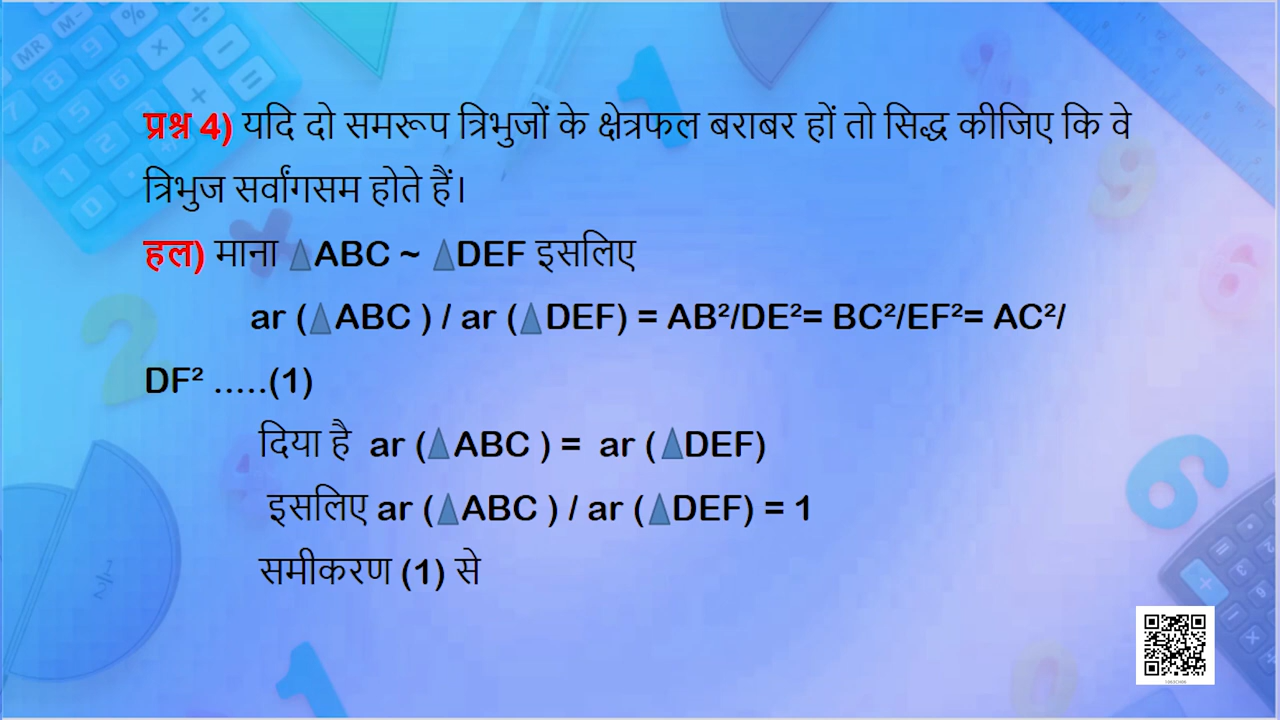 प्रश्न 4) यदि दो समरूप त्रिभुजों के क्षेत्रफल बराबर हों तो सिद्ध कीजिए कि वे
त्रिभुज सर्वांगसम होते हैं।
हल) माना △ABC ~ △DEF इसलिए
ar (△ABC ) / ar (△DEF) = AB²/DE²= BC²/EF²= AC²/
DF² .....(1)
दिया है ar (△ABC ) = ar (△DEF)
इसलिए ar (△ABC ) / ar (△DEF) = 1
समीकरण (1) से